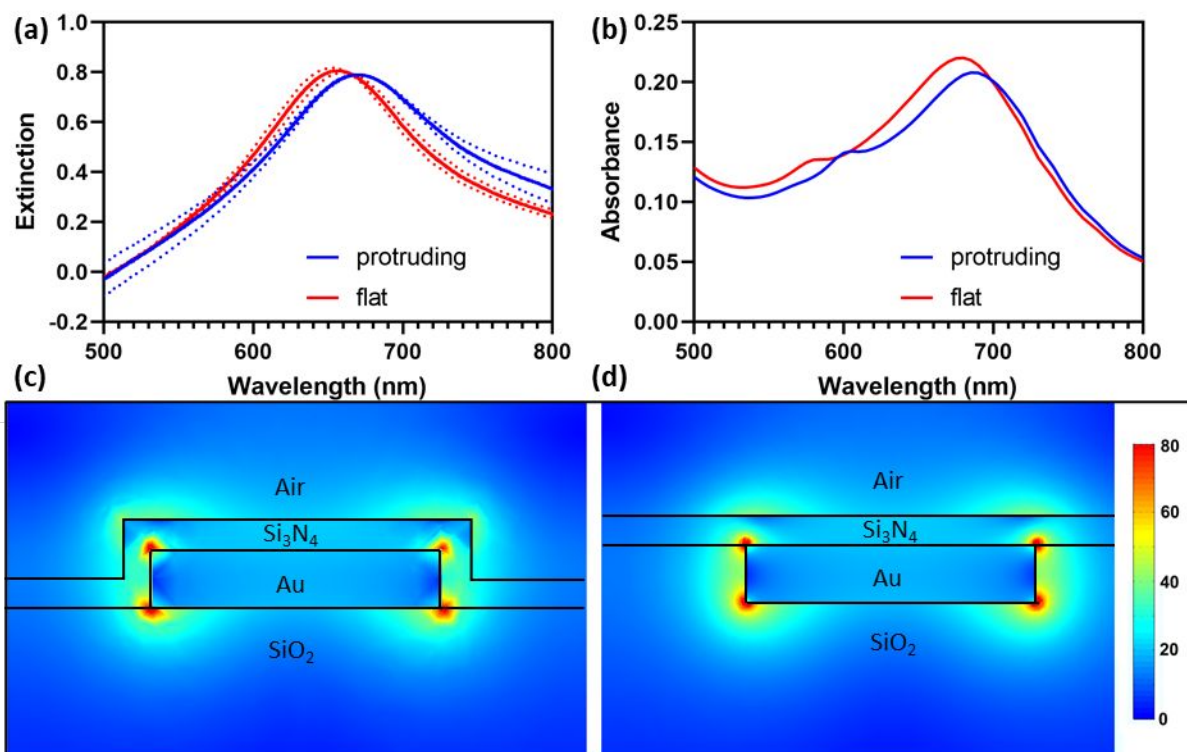 (a)
1.0
0.8
0.6
0.4
0.2
0.0
-0.2
Extinction
protruding
flat
500 600 700 800
Wavelength (nm)
(b)
0.25
0.20
0.15
0.10
0.05
0.00
Absorbance
protruding
flat
500 600 700 800
Wavelength (nm)
(c)
Air
Si₃N₄
Au
SiO₂
(d)
Air
Si₃N₄
Au
SiO₂
80
60
40
20
0